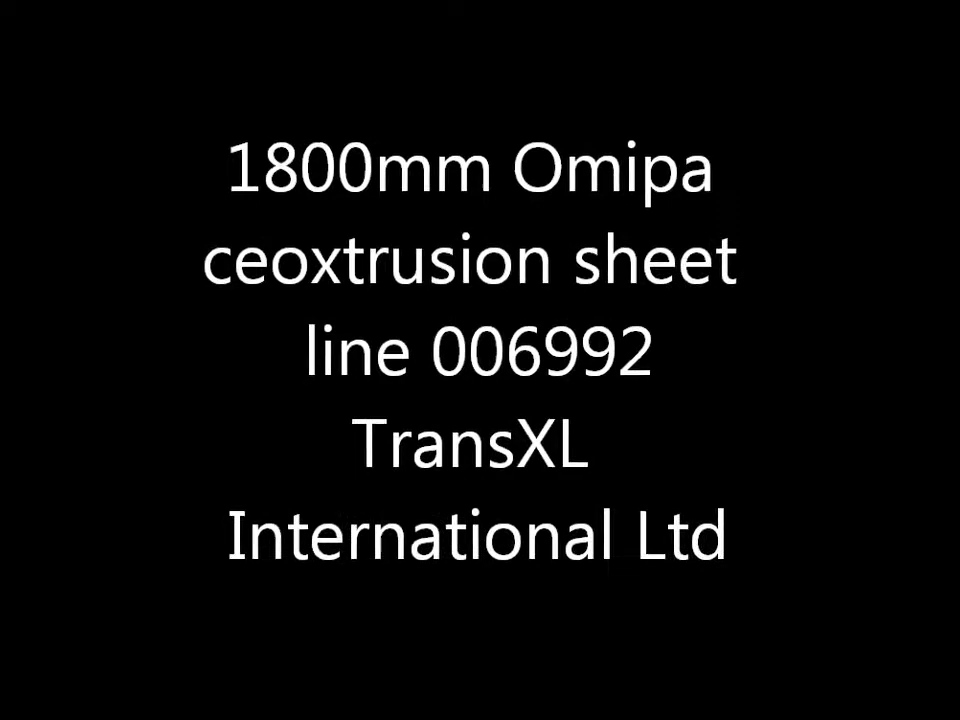 1800mm Omipa
ceoxtrusion sheet
line 006992
TransXL
International Ltd